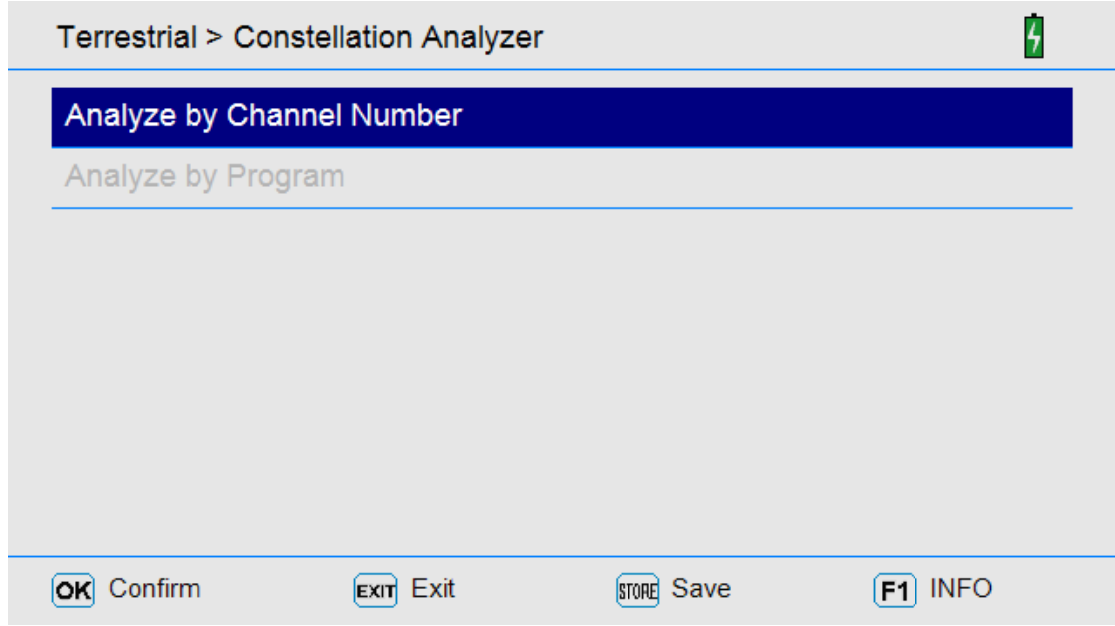 Terrestrial > Constellation Analyzer
Analyze by Channel Number
Analyze by Program
OK Confirm EXIT Exit STORE Save F1 INFO